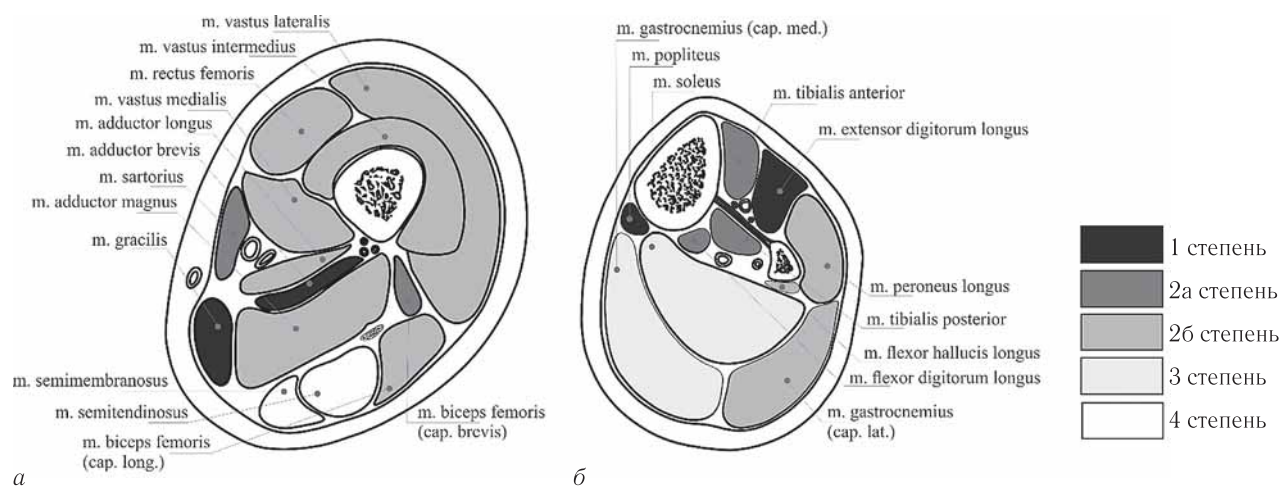 m. vastus lateralis
m. vastus intermedius
m. rectus femoris
m. vastus medialis
m. adductor longus
m. adductor brevis
m. sartorius
m. adductor magnus
m. gracilis
m. semimembranosus
m. semitendinosus
m. biceps femoris
(cap. long.)
m. biceps femoris
(cap. brevis)
а
m. gastrocnemius (cap. med.)
m. popliteus
m. soleus
m. tibialis anterior
m. extensor digitorum longus
m. peroneus longus
m. tibialis posterior
m. flexor hallucis longus
m. flexor digitorum longus
m. gastrocnemius
(cap. lat.)
б
1 степень
2а степень
2б степень
3 степень
4 степень